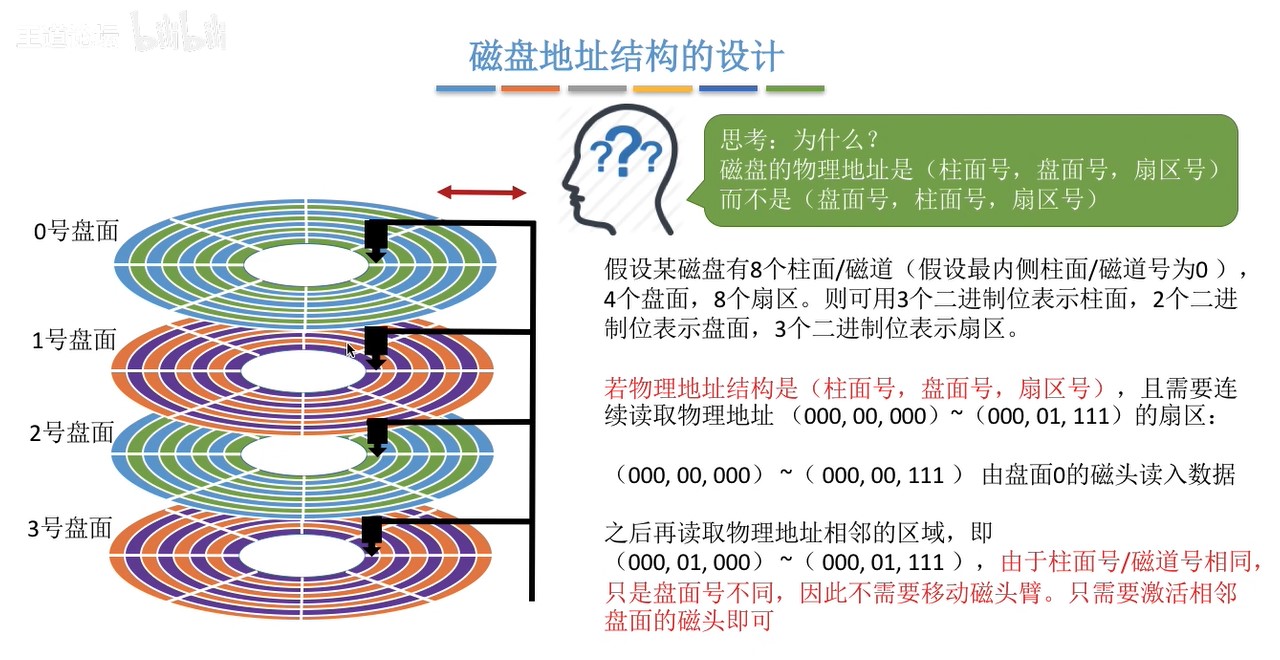 王道论坛 bilibili
磁盘地址结构的设计
???
思考：为什么？
磁盘的物理地址是（柱面号，盘面号，扇区号）
而不是（盘面号，柱面号，扇区号）
0号盘面
1号盘面
2号盘面
3号盘面
假设某磁盘有8个柱面/磁道（假设最内侧柱面/磁道号为0），
4个盘面，8个扇区。则可用3个二进制位表示柱面，2个二进
制位表示盘面，3个二进制位表示扇区。
若物理地址结构是（柱面号，盘面号，扇区号），且需要连
续读取物理地址（000, 00, 000）~（000, 01, 111）的扇区：
（000, 00, 000）~（000, 00, 111）由盘面0的磁头读入数据
之后再读取物理地址相邻的区域，即
（000, 01, 000）~（000, 01, 111），由于柱面号/磁道号相同，
只是盘面号不同，因此不需要移动磁头臂。只需要激活相邻
盘面的磁头即可